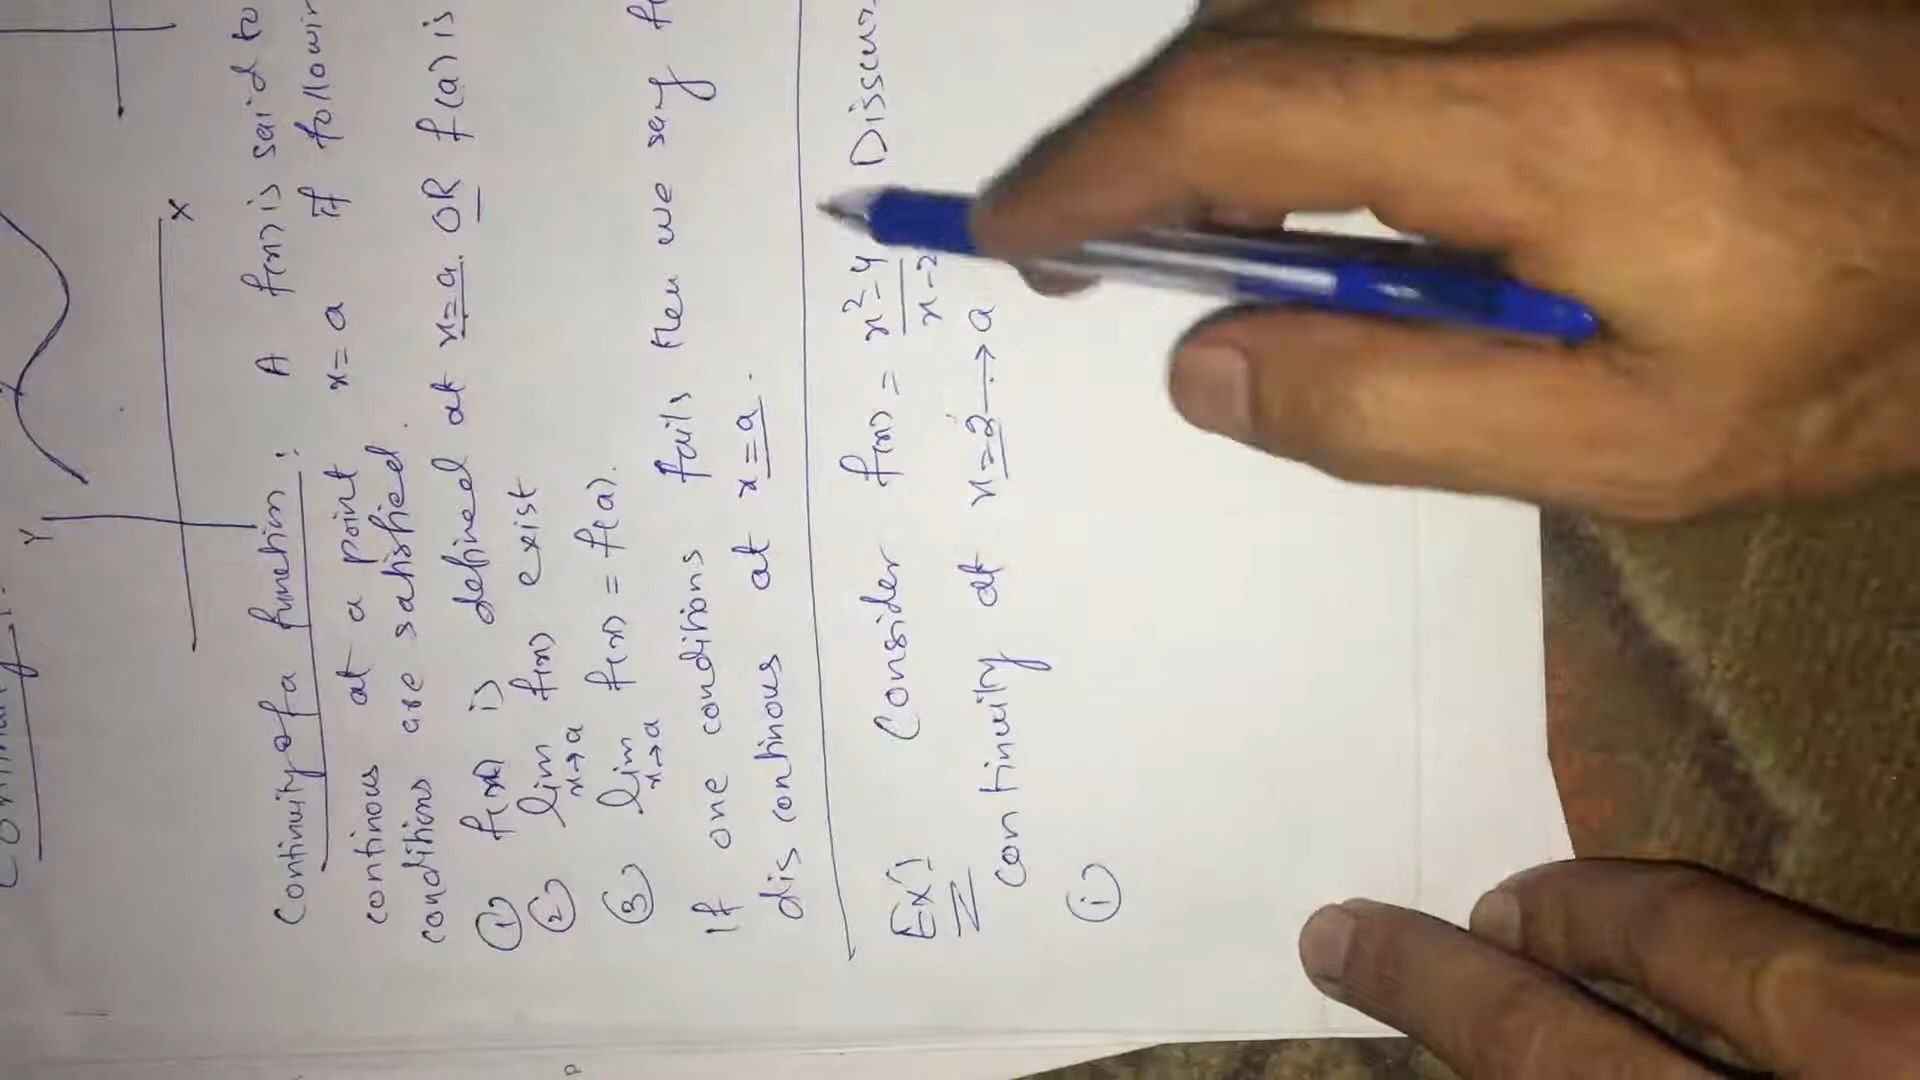 Y
X
Continuity of a function : A f(x) is said to
continous at a point x = a if followin
conditions are satisfied.
① f(x) is defined at x=a. OR f(a) is
② lim x→a f(x) exist
③ lim x→a f(x) = f(a).
If one conditions fails then we say f
dis continous at x=a.
Ex) Consider f(x) = x²-4 / x-2 Discuss
continuity at x=2 → a
ⓘ